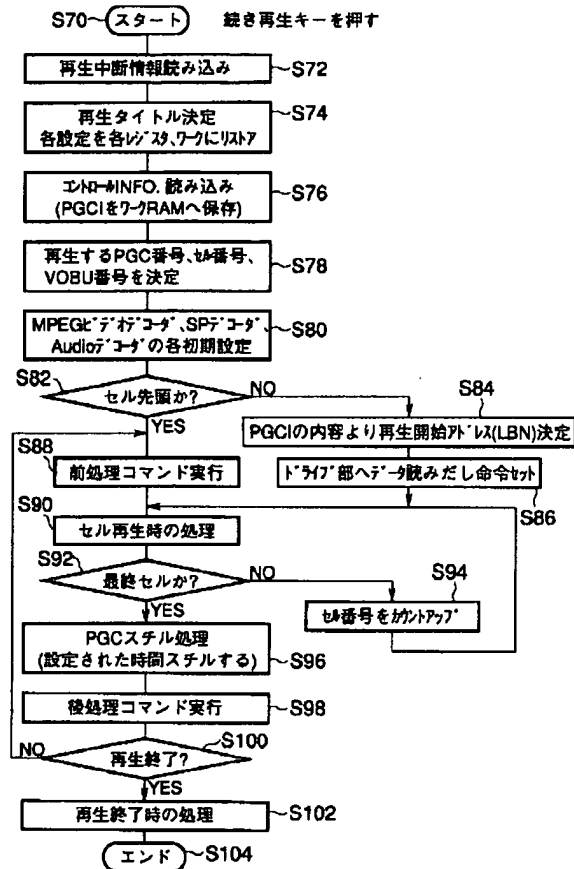 S70 スタート 続き再生キーを押す
再生中断情報読み込み S72
再生タイトル決定 S74
各設定を各レジスタ、ワークにリストア
コントロールINFO. 読み込み S76
(PGCIをワークRAMへ保存)
再生するPGC番号、セル番号、 S78
VOBU番号を決定
MPEGビデオデコーダ、SPデコーダ、 S80
Audioデコーダの各初期設定
S82 セル先頭か? NO S84
YES
PGCIの内容より再生開始アドレス(LBN)決定
S88
前処理コマンド実行
ドライブ部へデータ読みだし命令セット
S86
S90
セル再生時の処理
S92
最終セルか? NO S94
YES
セル番号をカウントアップ
PGCスチル処理
(設定された時間スチルする) S96
後処理コマンド実行 S98
NO 再生終了? S100
YES
再生終了時の処理 S102
エンド S104